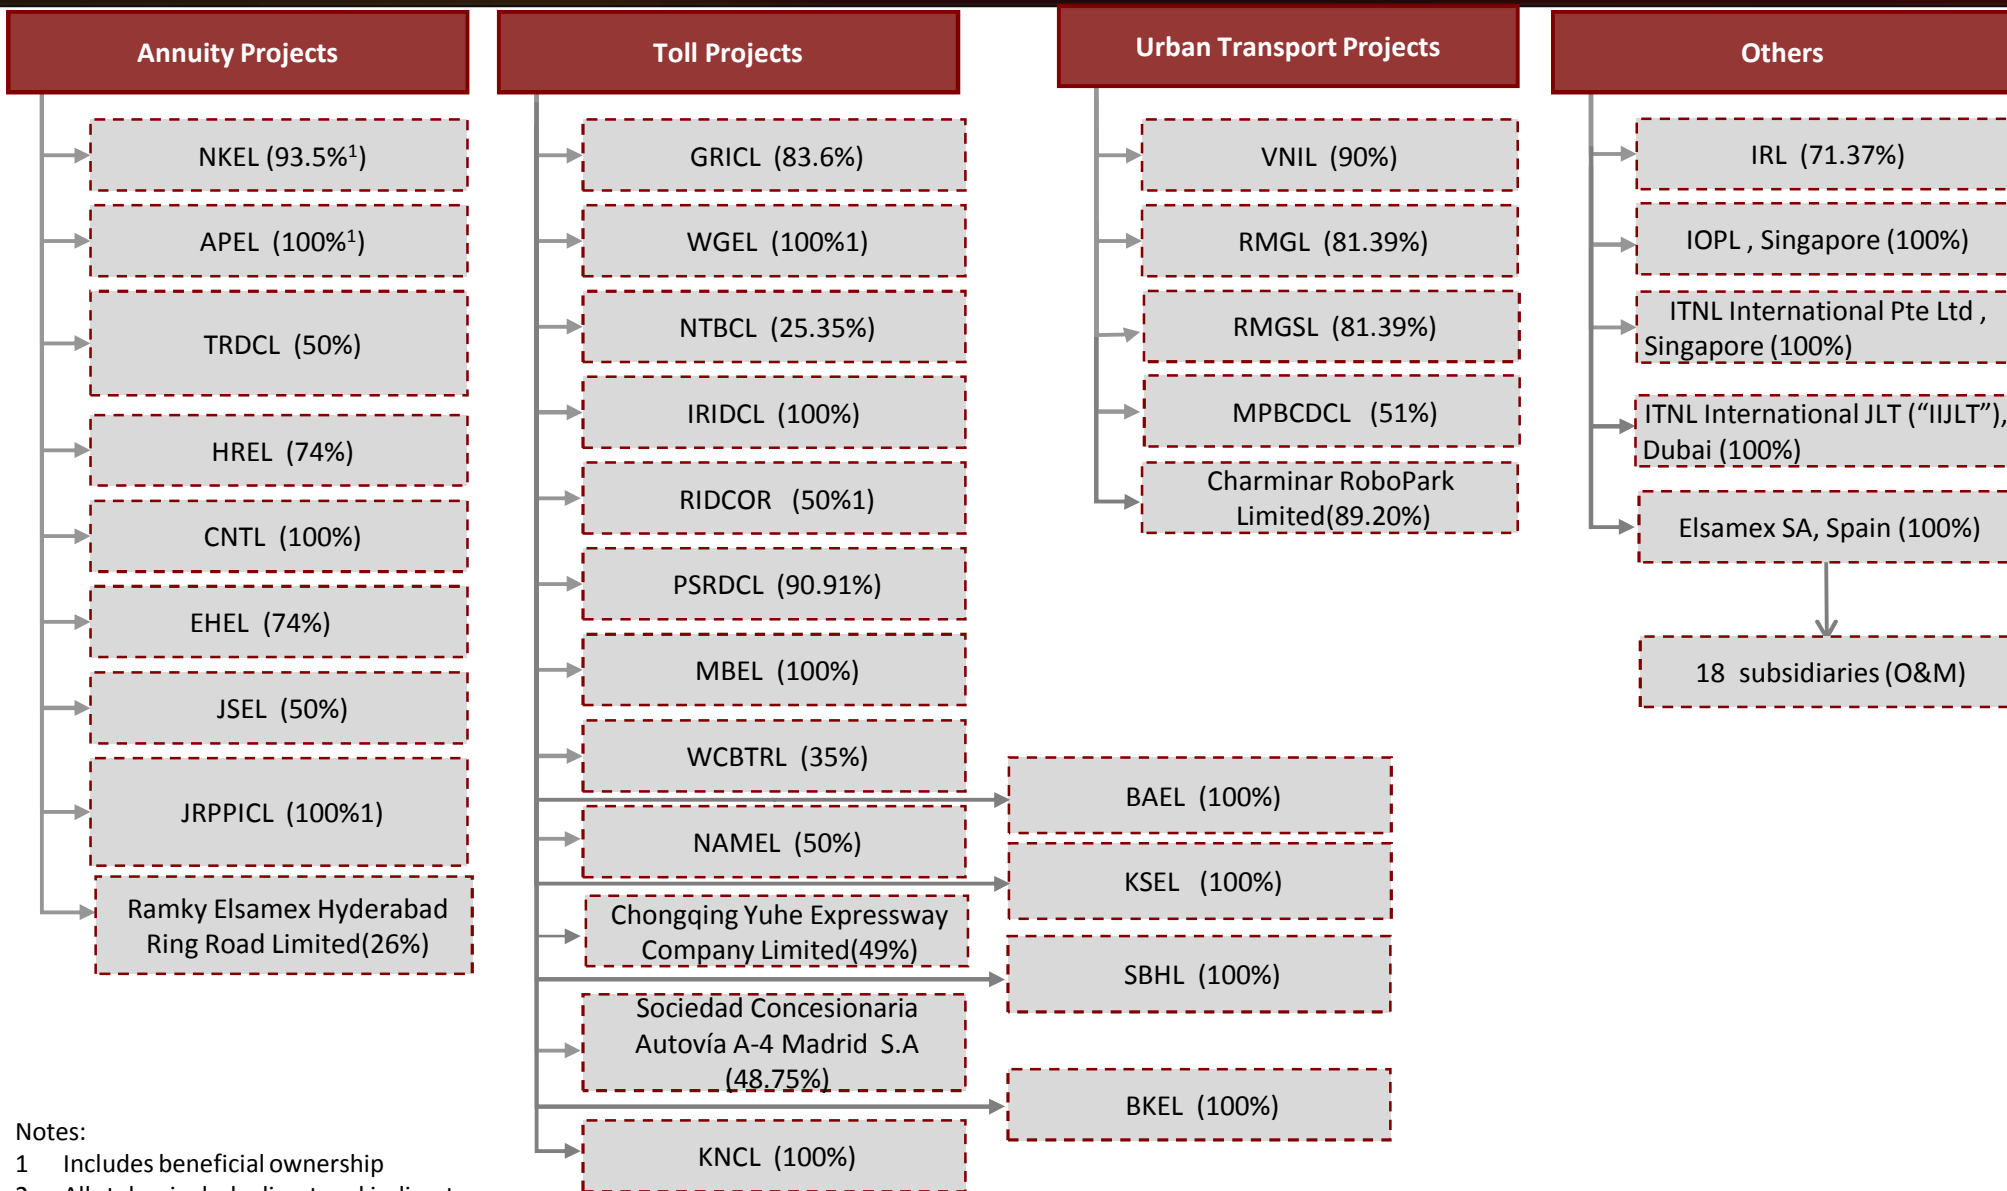 Annuity Projects
NKEL (93.5%¹)
APEL (100%¹)
TRDCL (50%)
HREL (74%)
CNTL (100%)
EHEL (74%)
JSEL (50%)
JRPPICL (100%1)
Ramky Elsamex Hyderabad
Ring Road Limited(26%)
Toll Projects
GRICL (83.6%)
WGEL (100%1)
NTBCL (25.35%)
IRIDCL (100%)
RIDCOR (50%1)
PSRDCL (90.91%)
MBEL (100%)
WCBTRL (35%)
BAEL (100%)
NAMEL (50%)
KSEL (100%)
Chongqing Yuhe Expressway
Company Limited(49%)
SBHL (100%)
Sociedad Concesionaria
Autovía A-4 Madrid S.A
(48.75%)
BKEL (100%)
KNCL (100%)
Urban Transport Projects
VNIL (90%)
RMGL (81.39%)
RMGSL (81.39%)
MPBCDCL (51%)
Charminar RoboPark
Limited(89.20%)
Others
IRL (71.37%)
IOPL , Singapore (100%)
ITNL International Pte Ltd ,
Singapore (100%)
ITNL International JLT (“IIJLT”),
Dubai (100%)
Elsamex SA, Spain (100%)
18 subsidiaries (O&M)
Notes:
1 Includes beneficial ownership